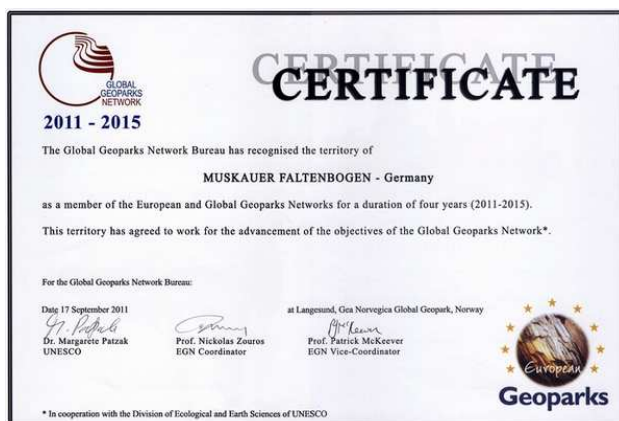 GLOBAL
GEOPARKS
NETWORK
CERTIFICATE
CERTIFICATE
2011 - 2015
The Global Geoparks Network Bureau has recognised the territory of
MUSKAUER FALTENBOGEN - Germany
as a member of the European and Global Geoparks Networks for a duration of four years (2011-2015).
This territory has agreed to work for the advancement of the objectives of the Global Geoparks Network*.
For the Global Geoparks Network Bureau:
Date 17 September 2011 at Langesund, Gea Norvegica Global Geopark, Norway
Dr. Margarete Patzak Prof. Nickolas Zouros Prof. Patrick McKeever
UNESCO EGN Coordinator EGN Vice-Coordinator
European
Geoparks
* In cooperation with the Division of Ecological and Earth Sciences of UNESCO